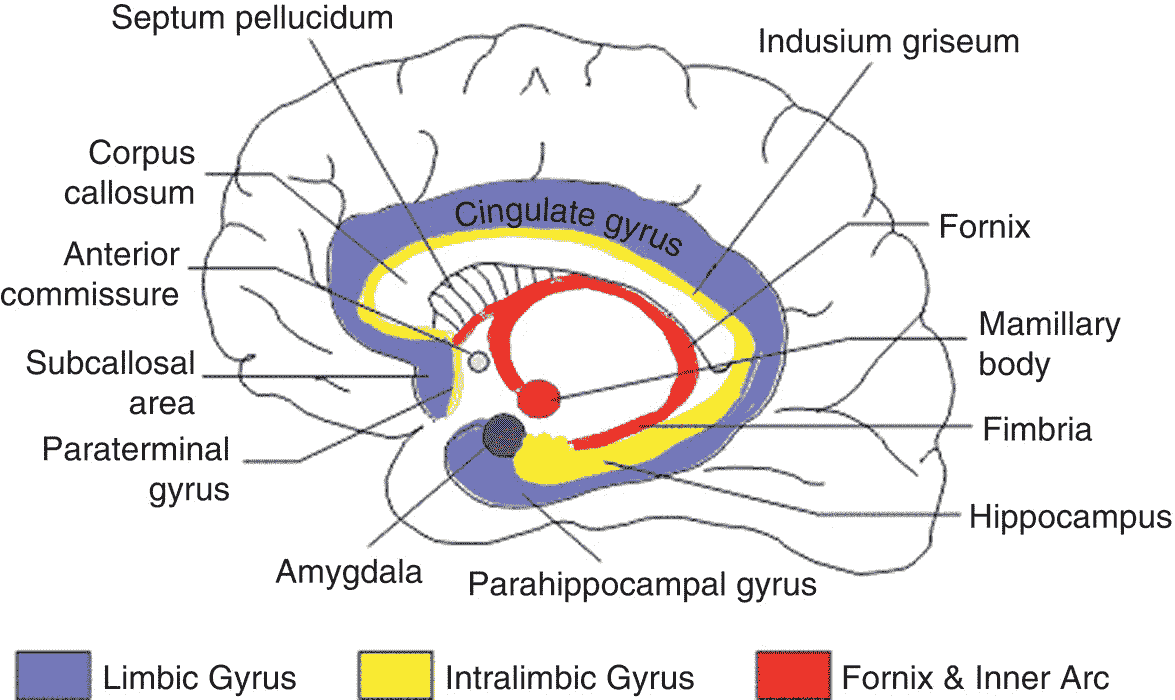 Septum pellucidum
Indusium griseum
Corpus
callosum
Cingulate gyrus
Fornix
Anterior
commissure
Mamillary
body
Subcallosal
area
Fimbria
Paraterminal
gyrus
Hippocampus
Amygdala
Parahippocampal gyrus
Limbic Gyrus
Intralimbic Gyrus
Fornix & Inner Arc